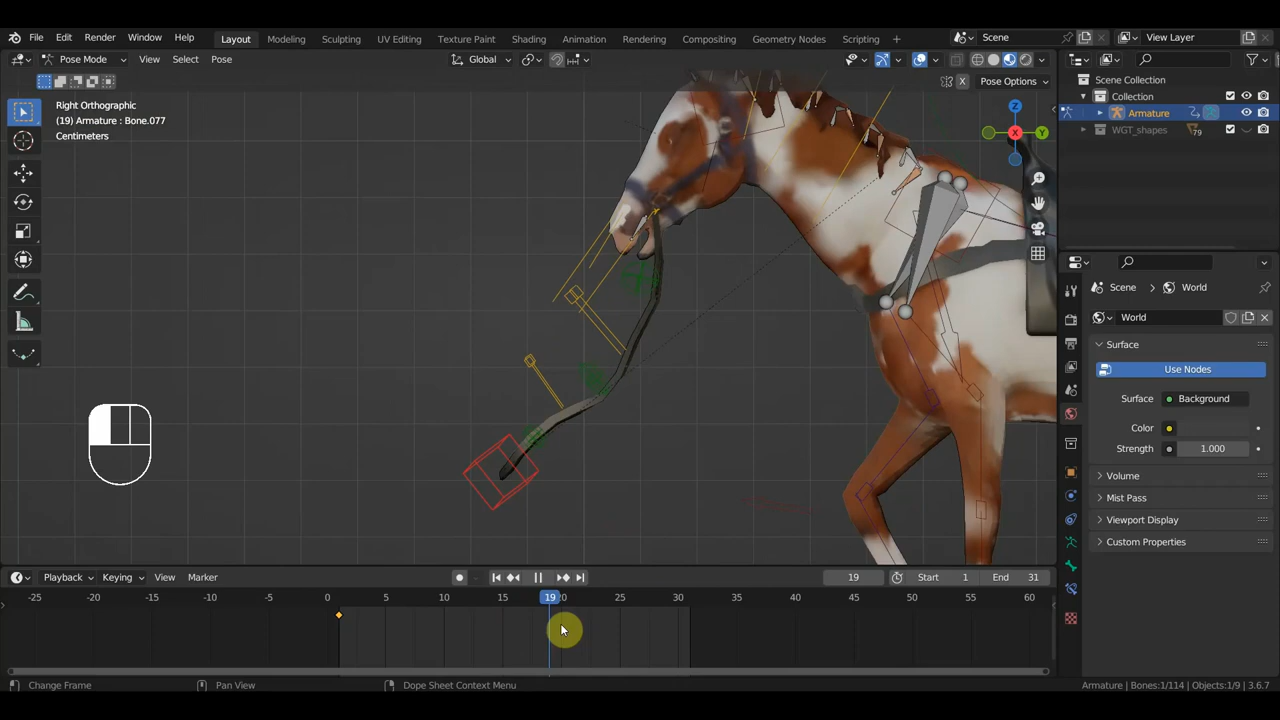 File Edit Render Window Help Layout Modeling Sculpting UV Editing Texture Paint Shading Animation Rendering Compositing Geometry Nodes Scripting + Scene View Layer
Pose Mode View Select Pose Global
X Pose Options
Right Orthographic
(19) Armature : Bone.077
Centimeters
Z
X
Y
Scene Collection
Collection
Armature
WGT_shapes 79
Scene World
World
Surface
Use Nodes
Surface Background
Color
Strength 1.000
Volume
Mist Pass
Viewport Display
Custom Properties
Playback Keying View Marker 19 Start 1 End 31
-25 -20 -15 -10 -5 0 5 10 15 19 20 25 30 35 40 45 50 55 60
Change Frame Pan View Dope Sheet Context Menu Armature | Bones:1/114 | Objects:1/9 | 3.6.7